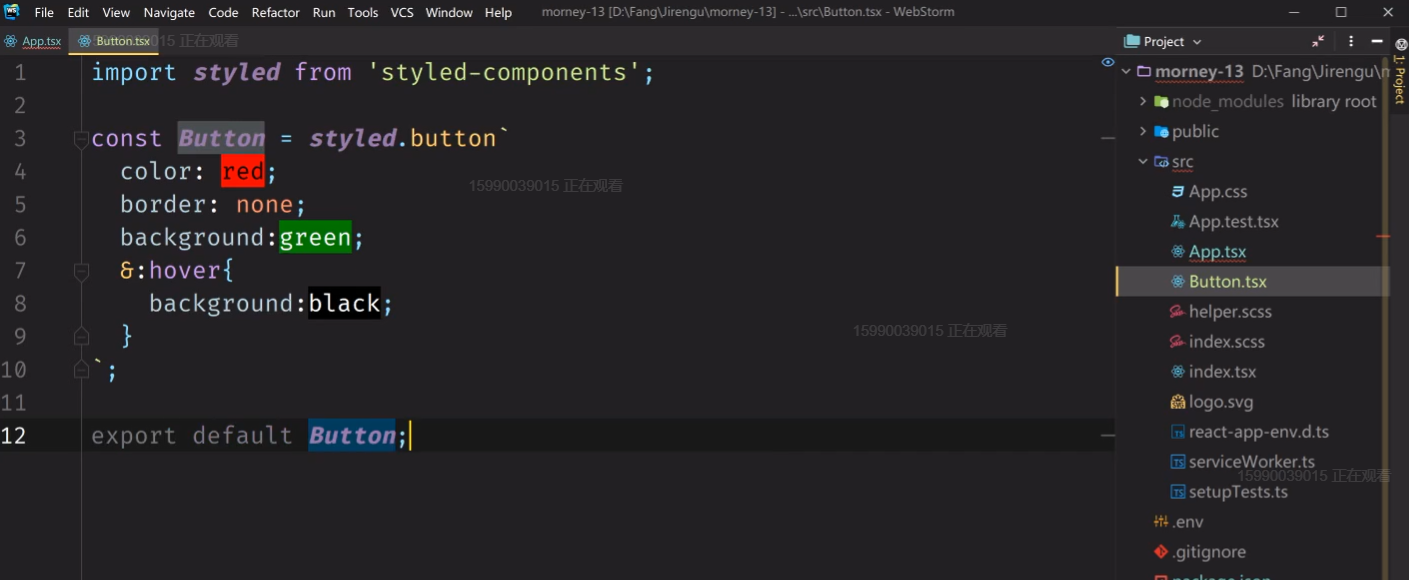 File Edit View Navigate Code Refactor Run Tools VCS Window Help morney-13 [D:\Fang\Jirengu\morney-13] - ...\src\Button.tsx - WebStorm
App.tsx Button.tsx
15990039015 正在观看
1 import styled from 'styled-components';
2
3 const Button = styled.button`
4 color: red;
5 border: none;
6 background:green;
7 &:hover{
8 background:black;
9 }
10 `;
11
12 export default Button;
15990039015 正在观看
15990039015 正在观看
Project
1: Project
morney-13 D:\Fang\Jirengu\
node_modules library root
public
src
App.css
App.test.tsx
App.tsx
Button.tsx
helper.scss
index.scss
index.tsx
logo.svg
react-app-env.d.ts
serviceWorker.ts
15990039015 正在观看
setupTests.ts
.env
.gitignore
package.json